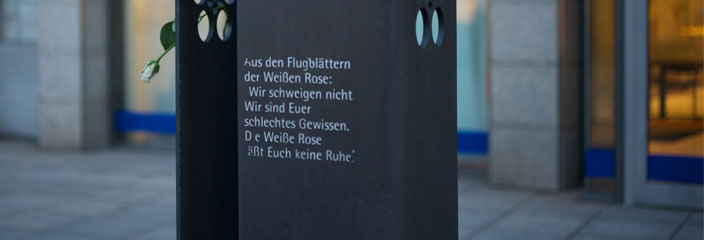 Aus den Flugblättern
der Weißen Rose:
Wir schweigen nicht.
Wir sind Euer
schlechtes Gewissen.
D e Weiße Rose
äßt Euch keine Ruhe.